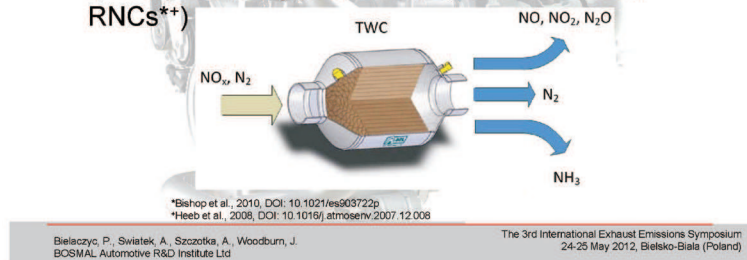 RNCs*+)
TWC
NO, NO₂, N₂O
NOₓ, N₂
N₂
NH₃
*Bishop et al., 2010, DOI: 10.1021/es903722p
*Heeb et al., 2008, DOI: 10.1016/j.atmosenv.2007.12.008
Bielaczyc, P., Swiatek, A., Szczotka, A., Woodburn, J.
BOSMAL Automotive R&D Institute Ltd
The 3rd International Exhaust Emissions Symposium
24-25 May 2012, Bielsko-Biala (Poland)